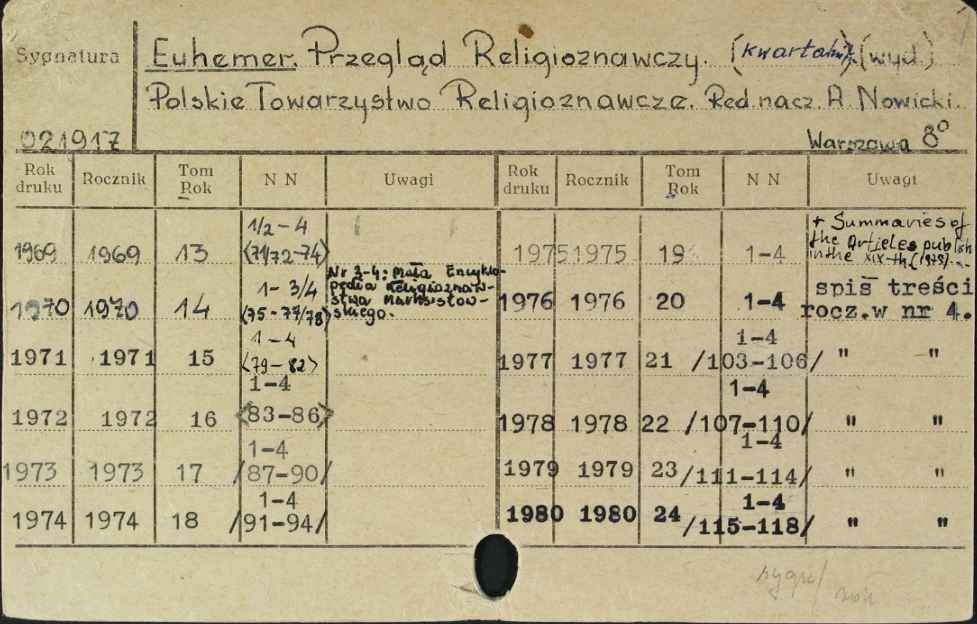 Sygnatura
Euhemer. Przegląd Religioznawczy. (kwartalnik) (wyd.)
Polskie Towarzystwo Religioznawcze. Red. nacz. A. Nowicki.
021917
Warszawa 8°
Rok druku Rocznik Tom Rok N N Uwagi Rok druku Rocznik Tom Rok N N Uwagi
1969 1969 13 1/2-4 (71/72-74) 1975 1975 19 1-4 + Summaries of the Articles publish in the XIX-th (1975)...
1970 1970 14 1-3/4 (75-77/78) Nr 3-4: Mała Encyklopedia Religioznawstwa Marksistowskiego. 1976 1976 20 1-4 spis treści rocz.w nr 4.
1971 1971 15 1-4 <79-82> 1977 1977 21 1-4 /103-106/ " "
1972 1972 16 1-4 <83-86> 1978 1978 22 1-4 /107-110/ " "
1973 1973 17 1-4 /87-90/ 1979 1979 23 1-4 /111-114/ " "
1974 1974 18 1-4 /91-94/ 1980 1980 24 1-4 /115-118/ " "